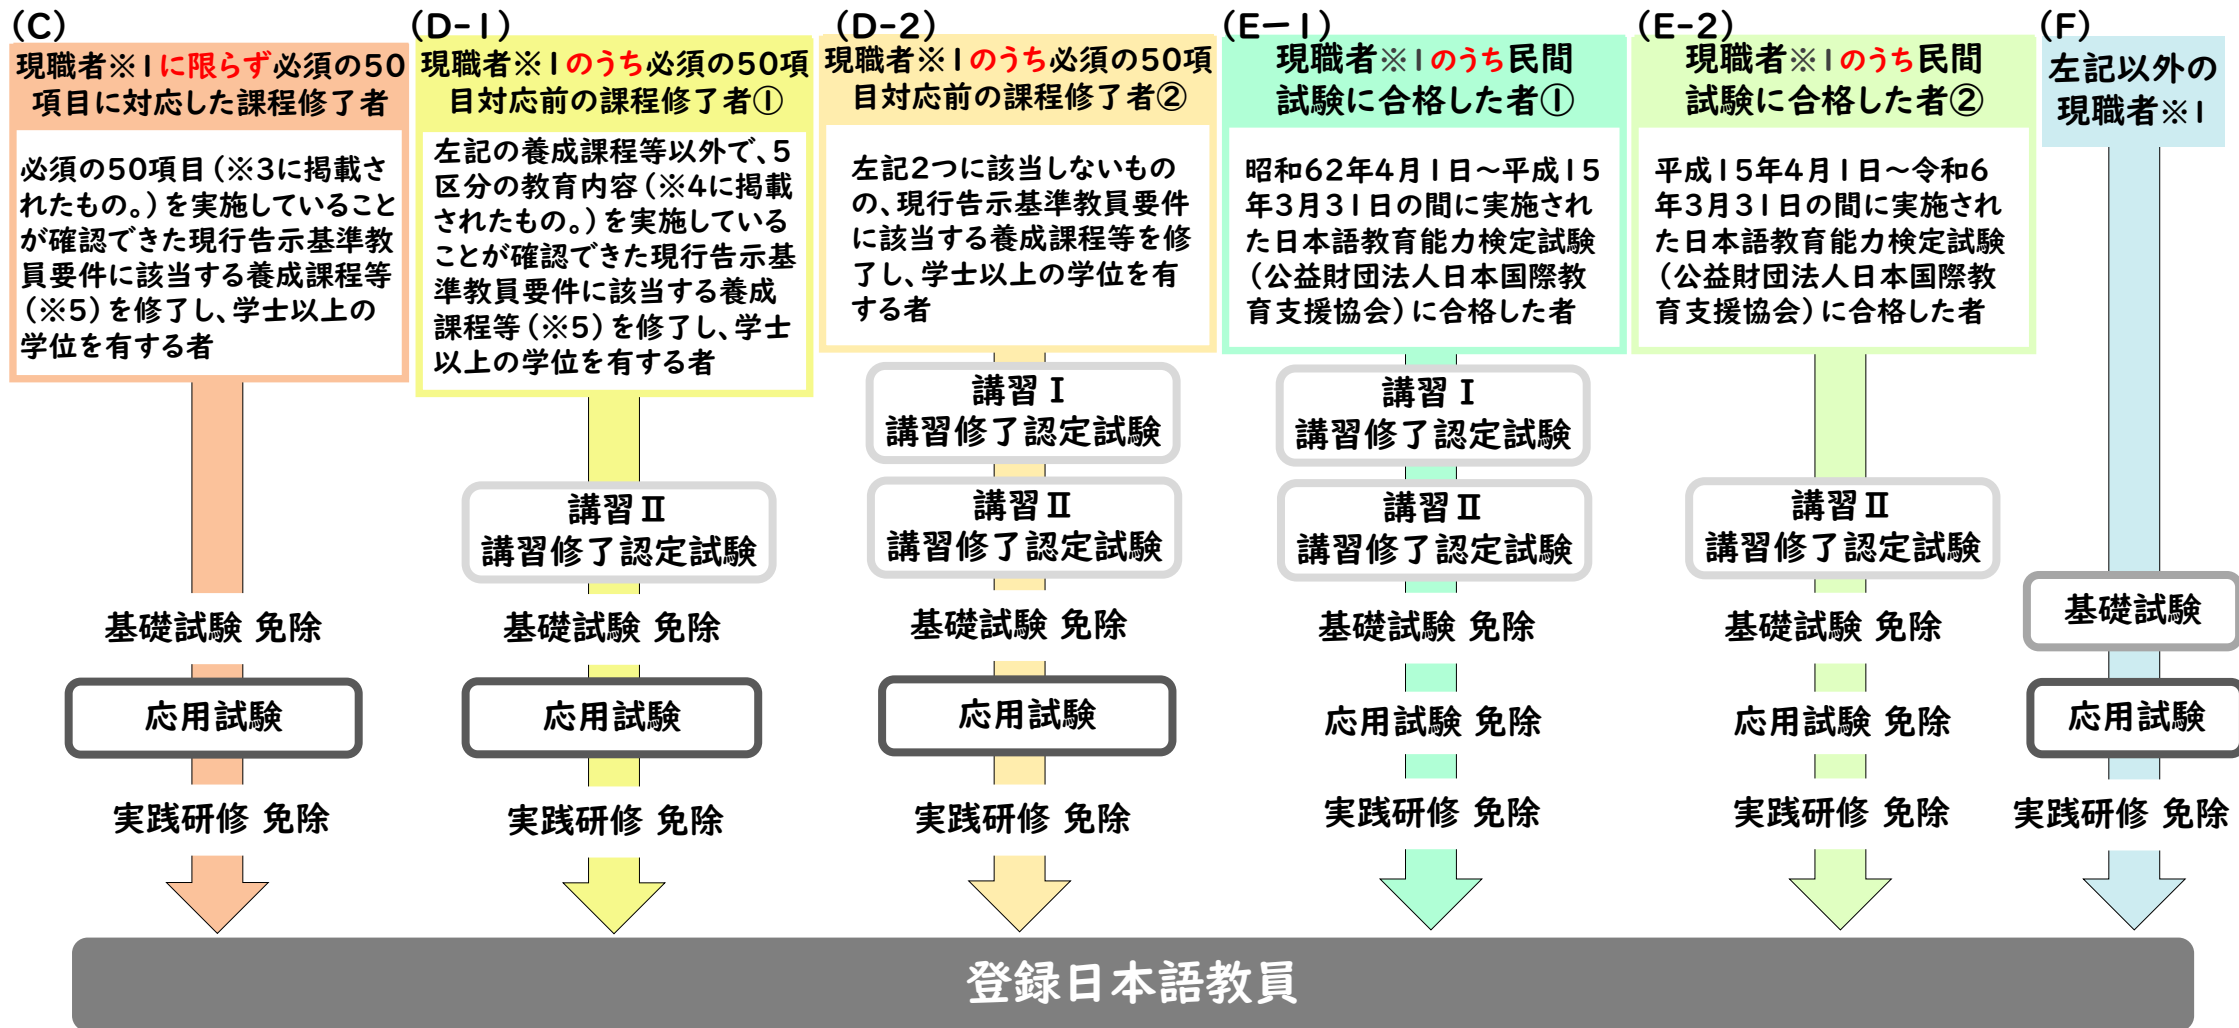 (C)
現職者※1に限らず必須の50
項目に対応した課程修了者
必須の50項目(※3に掲載さ
れたもの。)を実施していること
が確認できた現行告示基準教
員要件に該当する養成課程等
(※5)を修了し、学士以上の
学位を有する者
基礎試験 免除
応用試験
実践研修 免除
(D-1)
現職者※1のうち必須の50項
目対応前の課程修了者①
左記の養成課程等以外で、5
区分の教育内容(※4に掲載
されたもの。)を実施している
ことが確認できた現行告示基
準教員要件に該当する養成
課程等(※5)を修了し、学士
以上の学位を有する者
講習Ⅱ
講習修了認定試験
基礎試験 免除
応用試験
実践研修 免除
(D-2)
現職者※1のうち必須の50項
目対応前の課程修了者②
左記2つに該当しないもの
の、現行告示基準教員要件
に該当する養成課程等を修
了し、学士以上の学位を有
する者
講習Ⅰ
講習修了認定試験
講習Ⅱ
講習修了認定試験
基礎試験 免除
応用試験
実践研修 免除
(E-1)
現職者※1のうち民間
試験に合格した者①
昭和62年4月1日~平成15
年3月31日の間に実施され
た日本語教育能力検定試験
(公益財団法人日本国際教
育支援協会)に合格した者
講習Ⅰ
講習修了認定試験
講習Ⅱ
講習修了認定試験
基礎試験 免除
応用試験 免除
実践研修 免除
(E-2)
現職者※1のうち民間
試験に合格した者②
平成15年4月1日~令和6
年3月31日の間に実施され
た日本語教育能力検定試験
(公益財団法人日本国際教
育支援協会)に合格した者
講習Ⅱ
講習修了認定試験
基礎試験 免除
応用試験 免除
実践研修 免除
(F)
左記以外の
現職者※1
基礎試験
応用試験
実践研修 免除
登録日本語教員